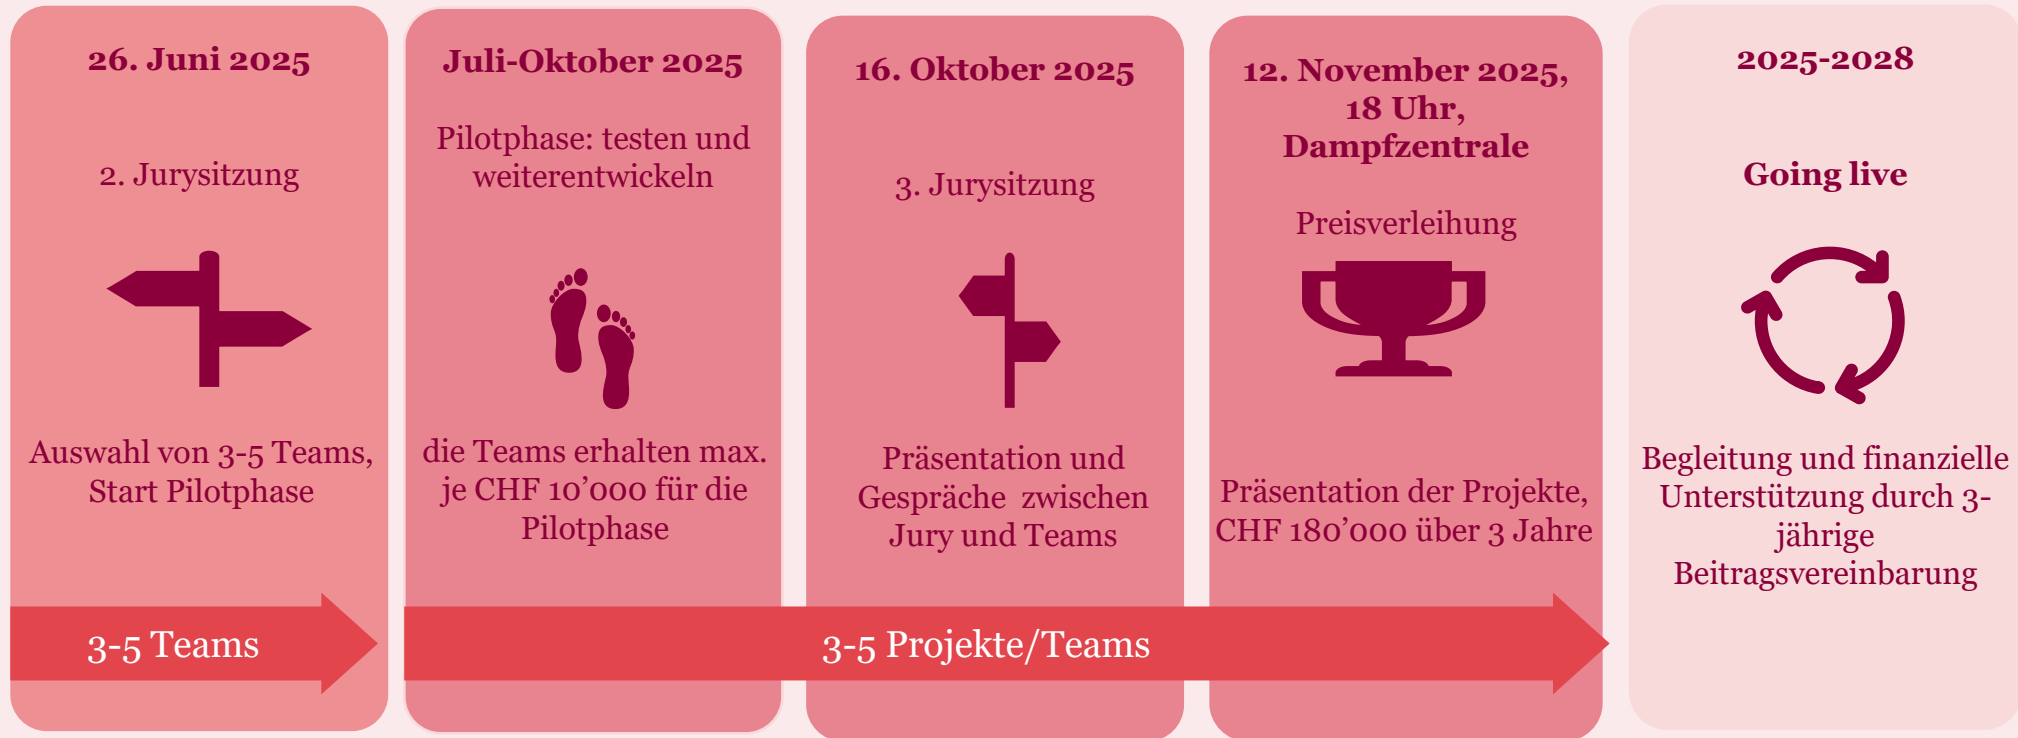 26. Juni 2025
2. Jurysitzung
Auswahl von 3-5 Teams,
Start Pilotphase
Juli-Oktober 2025
Pilotphase: testen und
weiterentwickeln
die Teams erhalten max.
je CHF 10’000 für die
Pilotphase
16. Oktober 2025
3. Jurysitzung
Präsentation und
Gespräche zwischen
Jury und Teams
12. November 2025,
18 Uhr,
Dampfzentrale
Preisverleihung
Präsentation der Projekte,
CHF 180’000 über 3 Jahre
2025-2028
Going live
Begleitung und finanzielle
Unterstützung durch 3-
jährige
Beitragsvereinbarung
3-5 Teams
3-5 Projekte/Teams